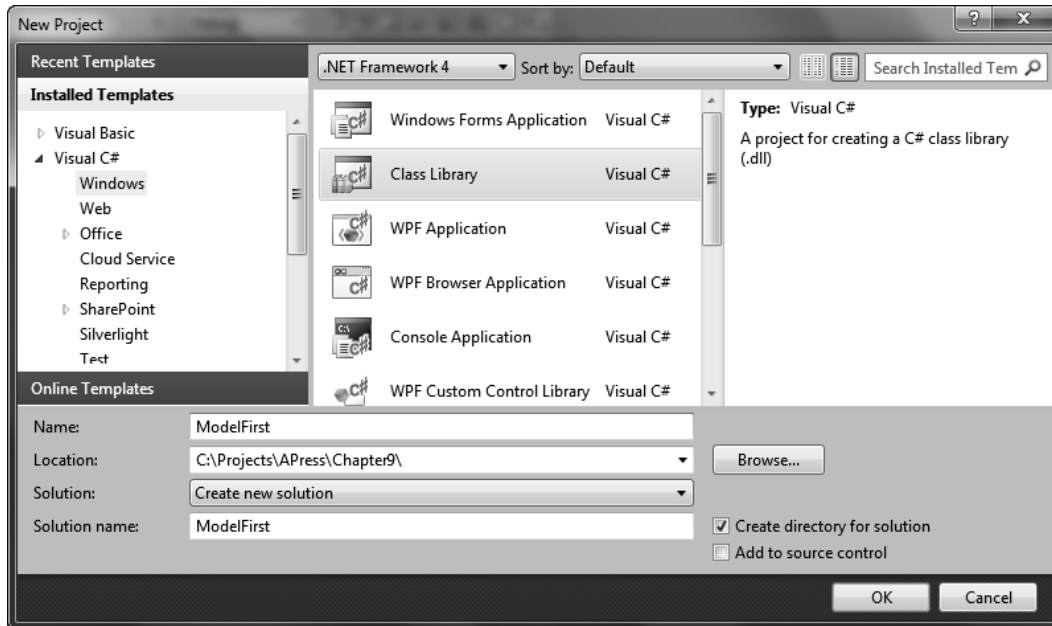 New Project
?
X
Recent Templates
Installed Templates
Visual Basic
Visual C#
Windows
Web
Office
Cloud Service
Reporting
SharePoint
Silverlight
Test
Online Templates
.NET Framework 4
Sort by: Default
Search Installed Tem
Windows Forms Application Visual C#
Class Library Visual C#
WPF Application Visual C#
WPF Browser Application Visual C#
Console Application Visual C#
WPF Custom Control Library Visual C#
Type: Visual C#
A project for creating a C# class library
(.dll)
Name: ModelFirst
Location: C:\Projects\APress\Chapter9\
Browse...
Solution: Create new solution
Solution name: ModelFirst
Create directory for solution
Add to source control
OK
Cancel